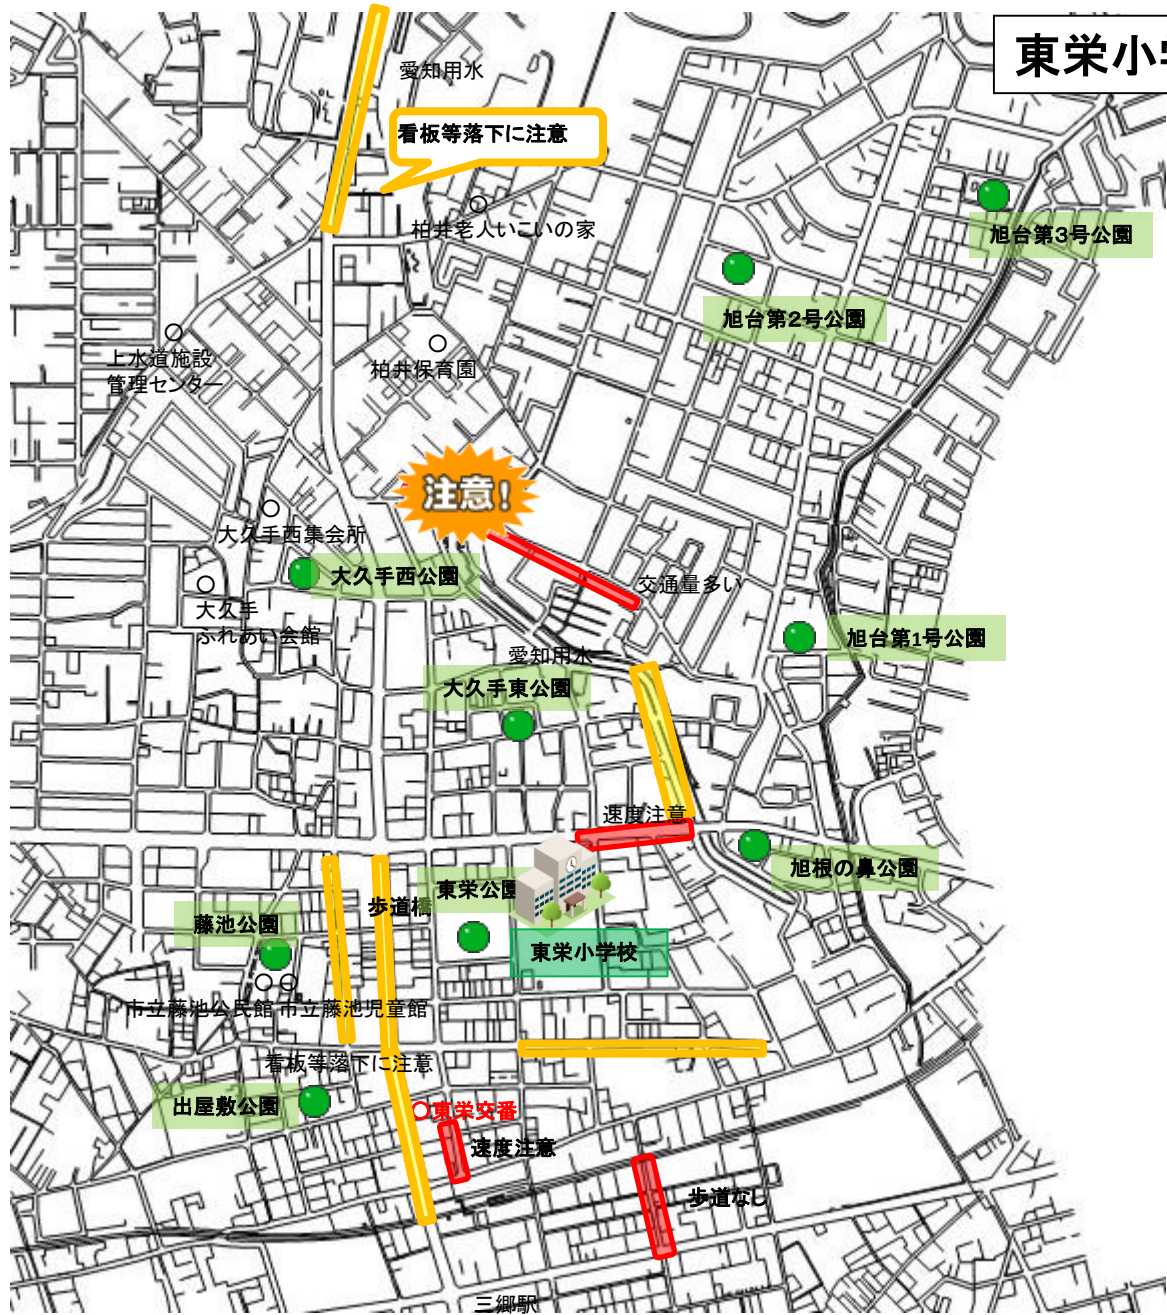 東栄小学
愛知用水
看板等落下に注意
柏井老人いこいの家
旭台第3号公園
旭台第2号公園
上水道施設
管理センター
柏井保育園
注意!
大久手西集会所
大久手西公園
交通量多い
大久手
ふれあい会館
旭台第1号公園
愛知用水
大久手東公園
速度注意
旭根の鼻公園
東栄公園
歩道橋
藤池公園
東栄小学校
市立藤池公民館
市立藤池児童館
看板等落下に注意
出屋敷公園
東栄交番
速度注意
歩道なし
三郷駅